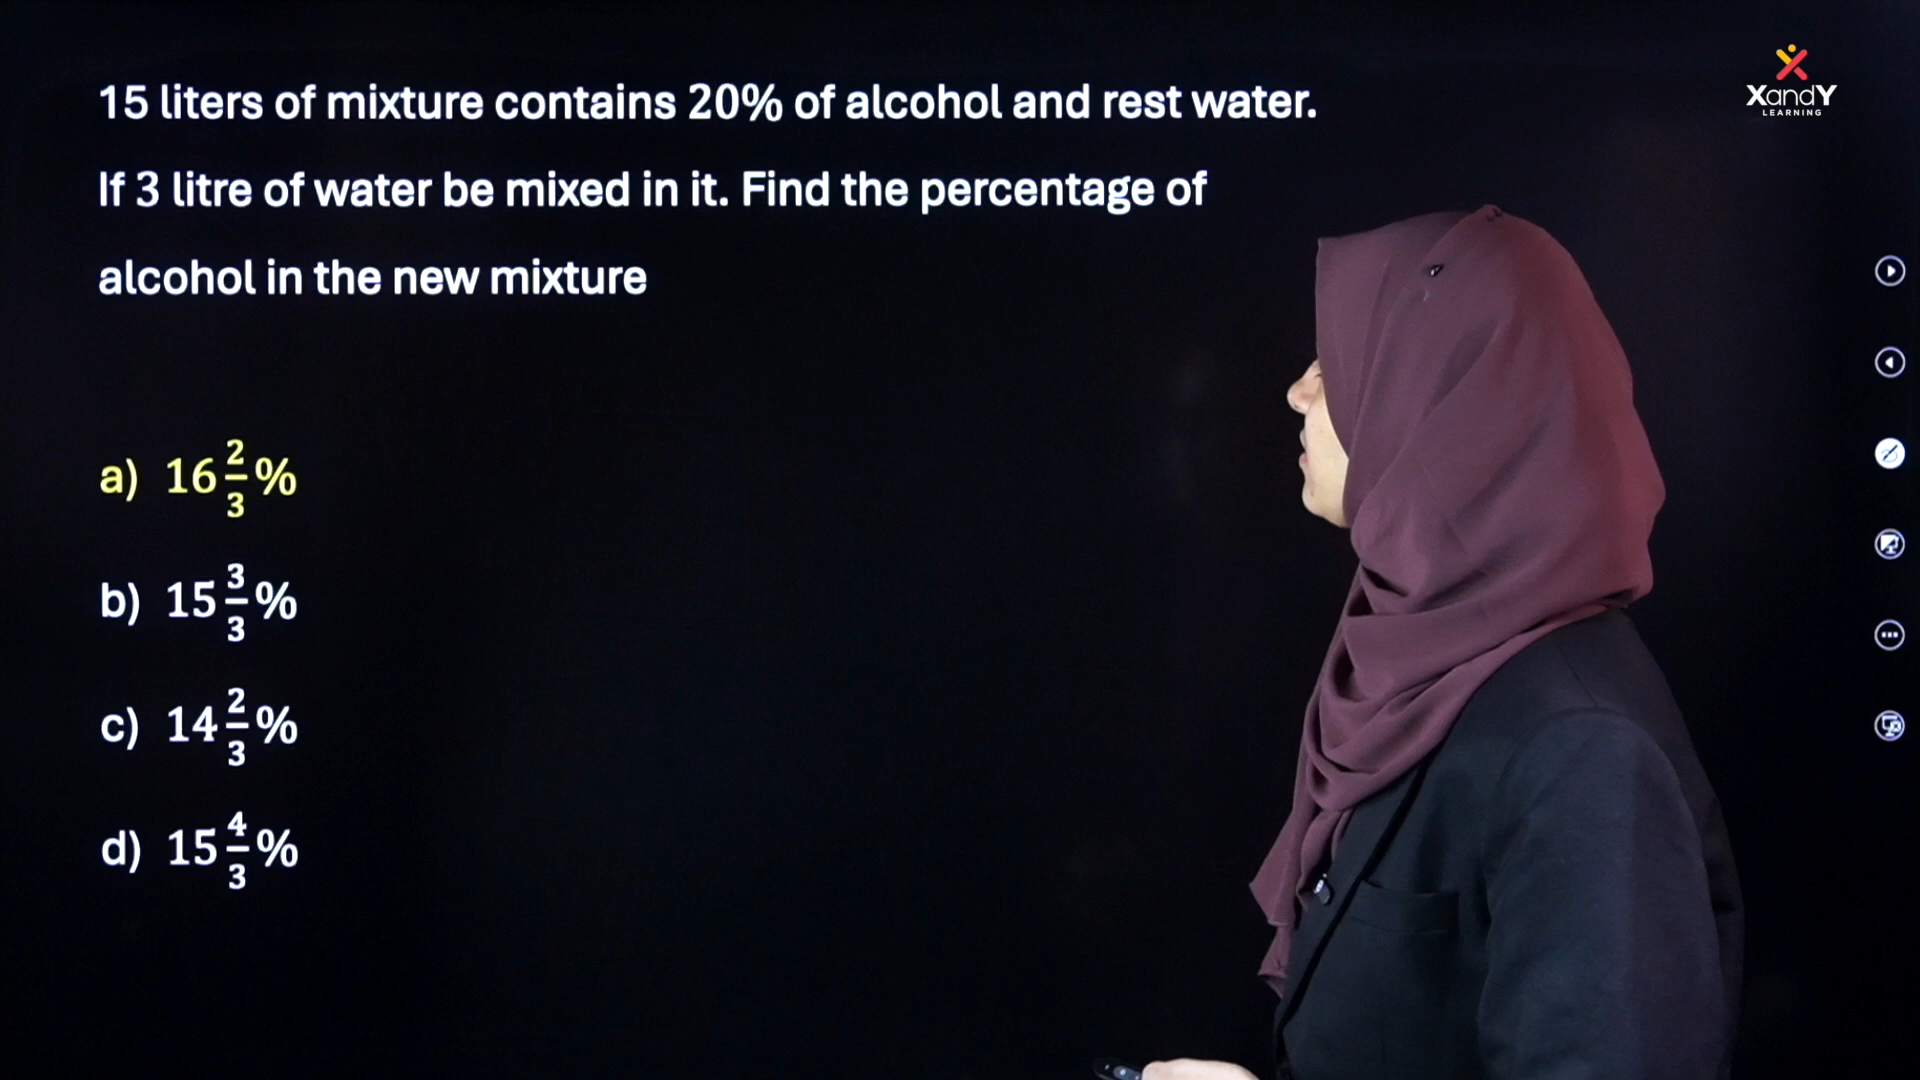 XandY
LEARNING
15 liters of mixture contains 20% of alcohol and rest water.
If 3 litre of water be mixed in it. Find the percentage of
alcohol in the new mixture
a) 16 2/3 %
b) 15 3/3 %
c) 14 2/3 %
d) 15 4/3 %